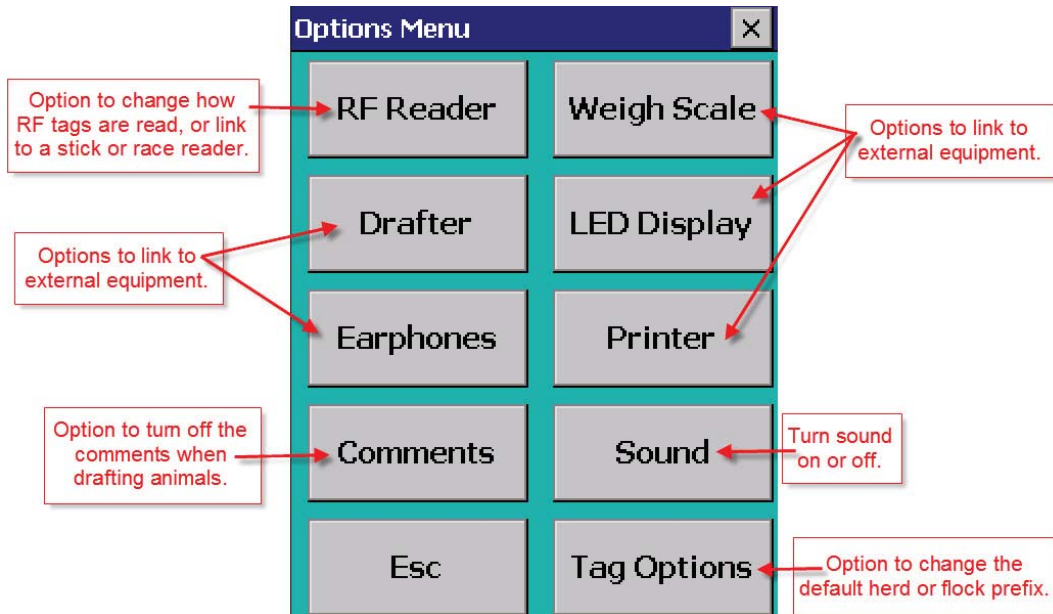 Options Menu
Option to change how
RF tags are read, or link
to a stick or race reader.
RF Reader
Weigh Scale
Options to link to
external equipment.
Drafter
LED Display
Options to link to
external equipment.
Earphones
Printer
Option to turn off the
comments when
drafting animals.
Comments
Sound
Turn sound
on or off.
Esc
Tag Options
Option to change the
default herd or flock prefix.